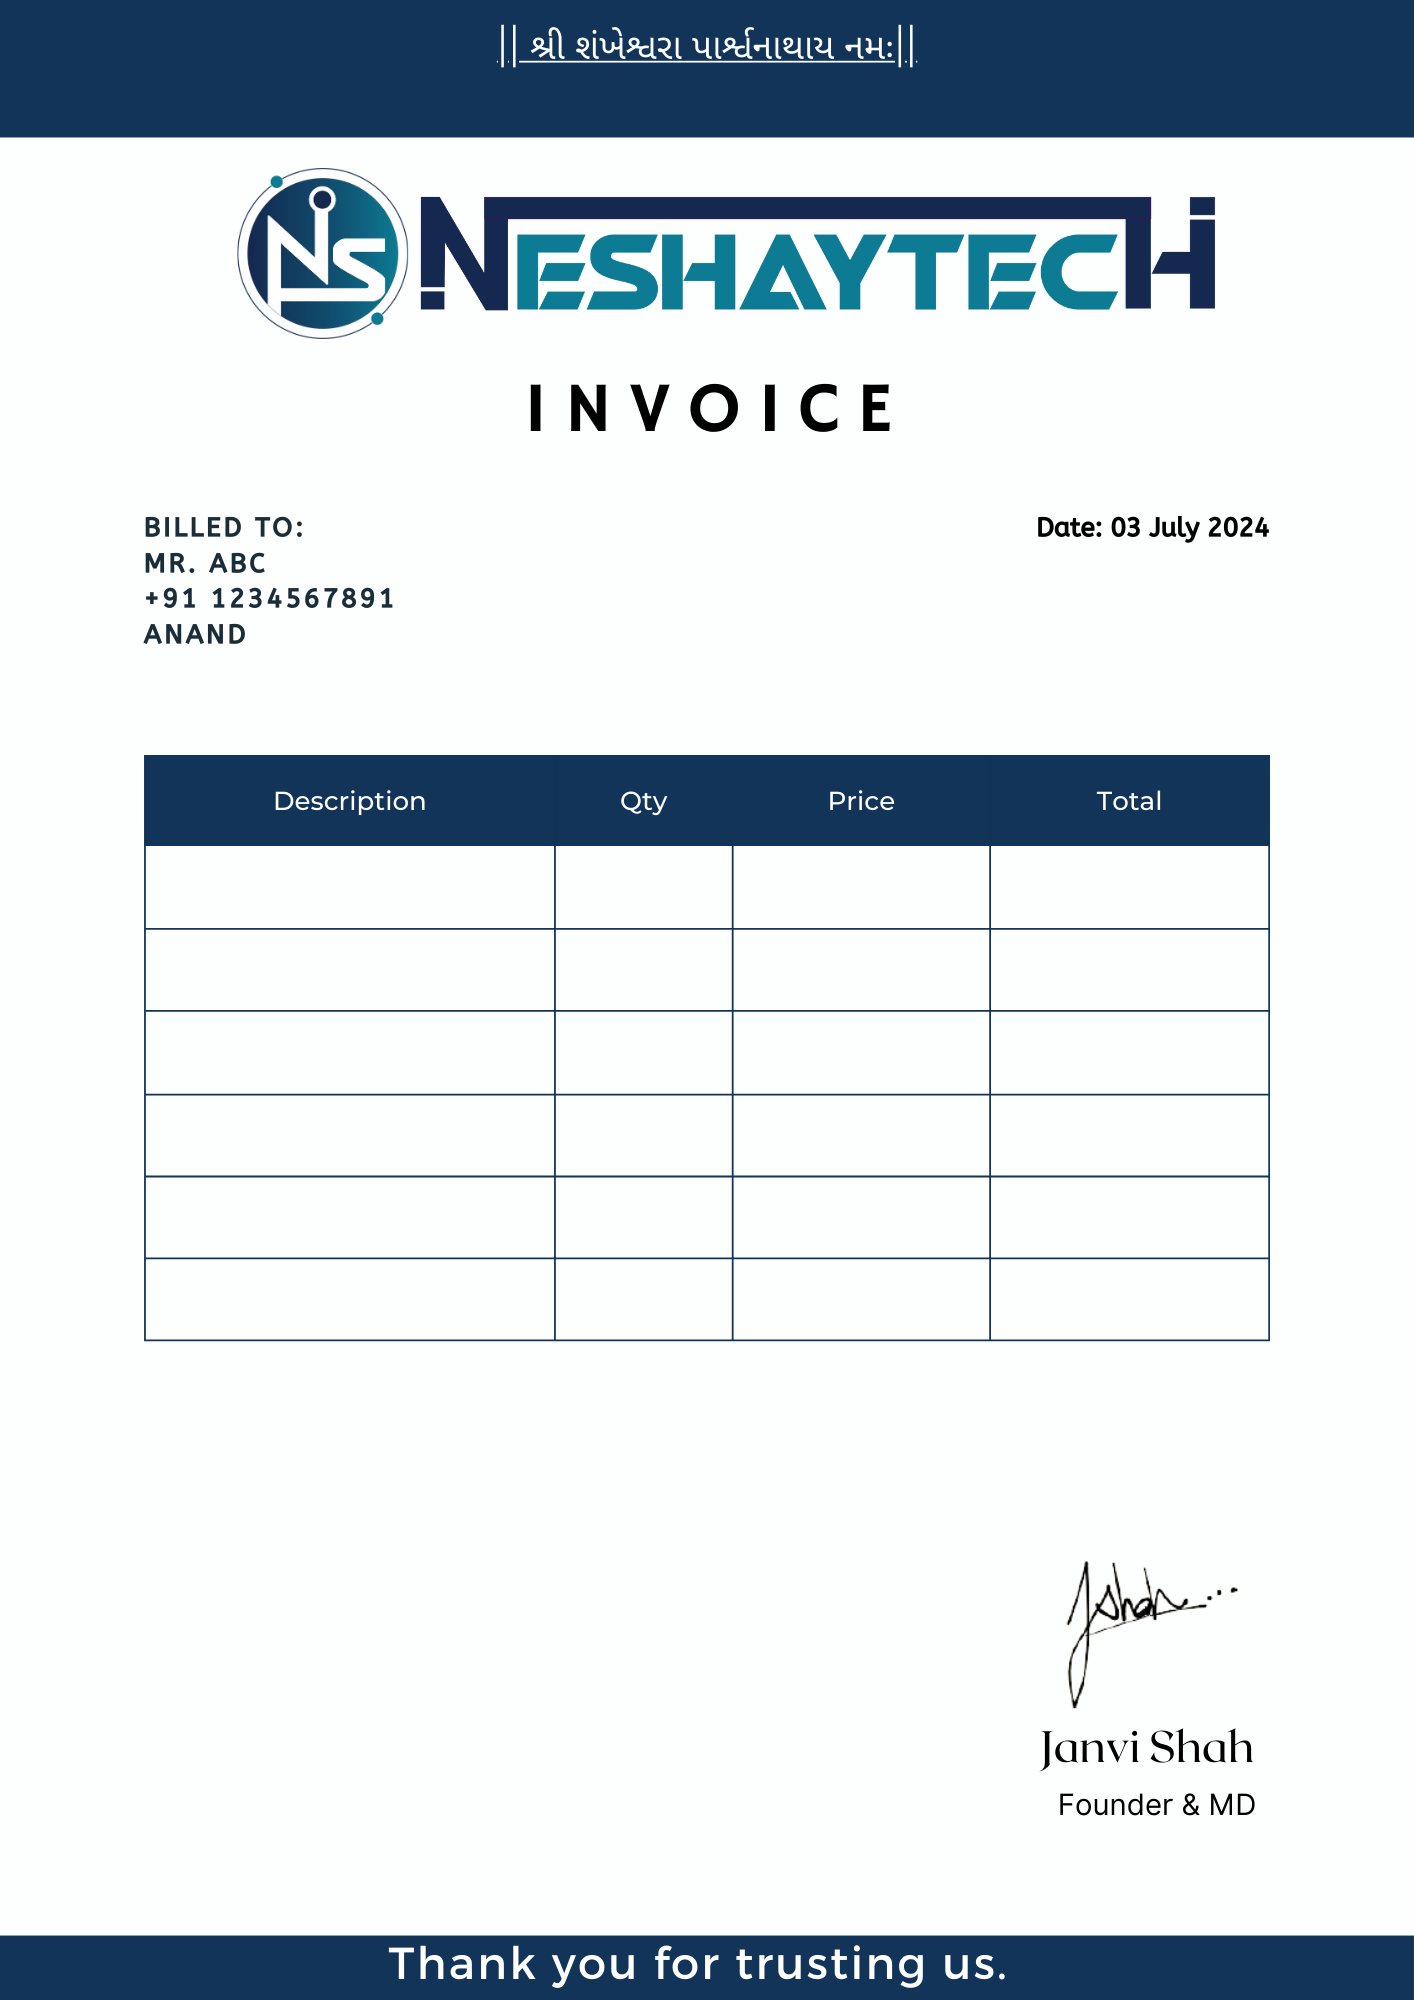 || શ્રી શંખેશ્વરા પાર્શ્વનાથાય નમઃ||
NS NESHAYTECH
INVOICE
BILLED TO:
Date: 03 July 2024
MR. ABC
+91 1234567891
ANAND
Description Qty Price Total
Jshah...
Janvi Shah
Founder & MD
Thank you for trusting us.